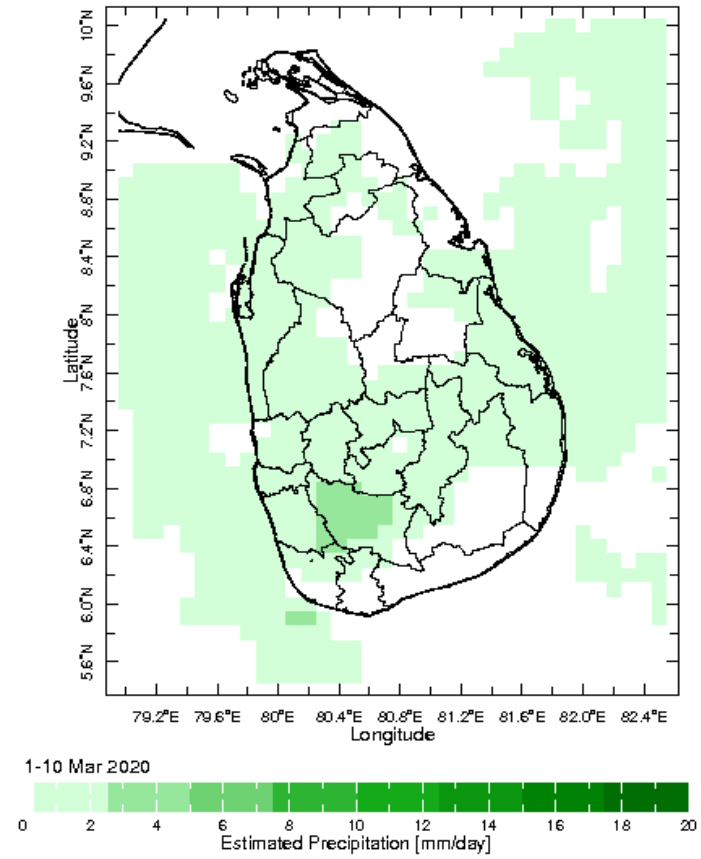 10°N
9.6°N
9.2°N
8.8°N
8.4°N
8°N
7.6°N
7.2°N
6.8°N
6.4°N
6.0°N
5.6°N
Latitude
79.2°E 79.6°E 80°E 80.4°E 80.8°E 81.2°E 81.6°E 82.0°E 82.4°E
Longitude
1-10 Mar 2020
0 2 4 6 8 10 12 14 16 18 20
Estimated Precipitation [mm/day]